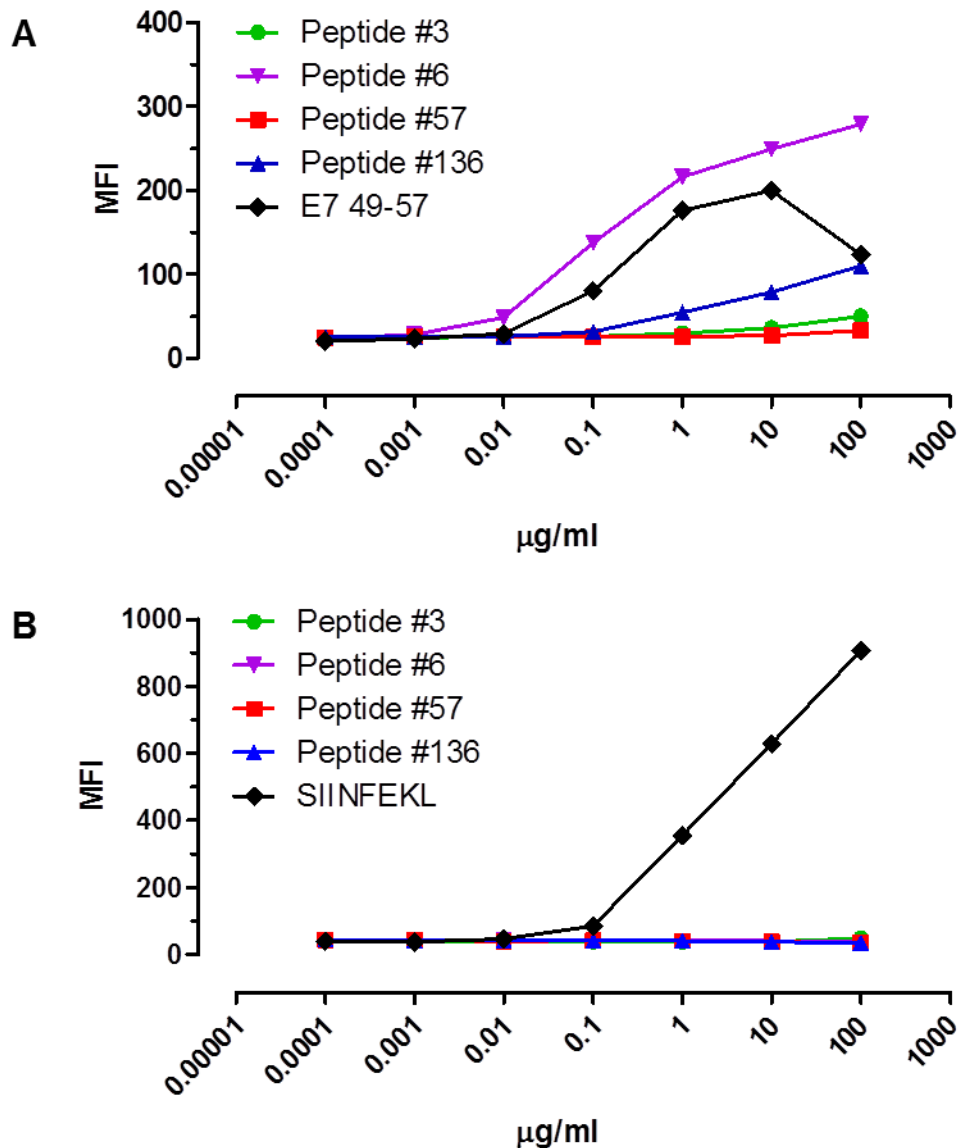 A
400
300
200
100
0
MFI
Peptide #3
Peptide #6
Peptide #57
Peptide #136
E7 49-57
0.00001
0.0001
0.001
0.01
0.1
1
10
100
1000
μg/ml
B
1000
800
600
400
200
0
MFI
Peptide #3
Peptide #6
Peptide #57
Peptide #136
SIINFEKL
0.00001
0.0001
0.001
0.01
0.1
1
10
100
1000
μg/ml